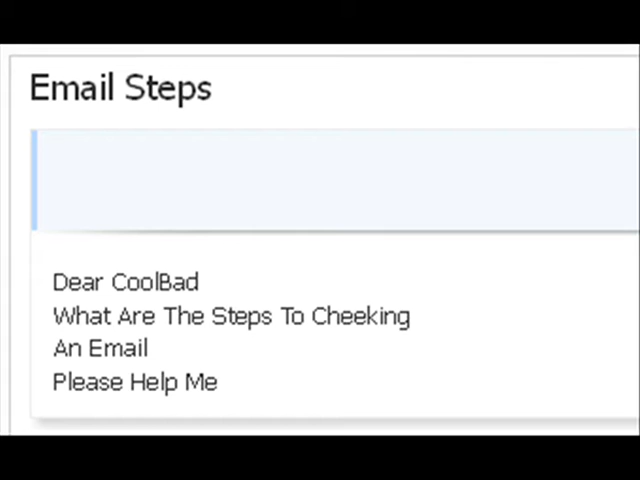 Email Steps
Dear CoolBad
What Are The Steps To Cheeking
An Email
Please Help Me